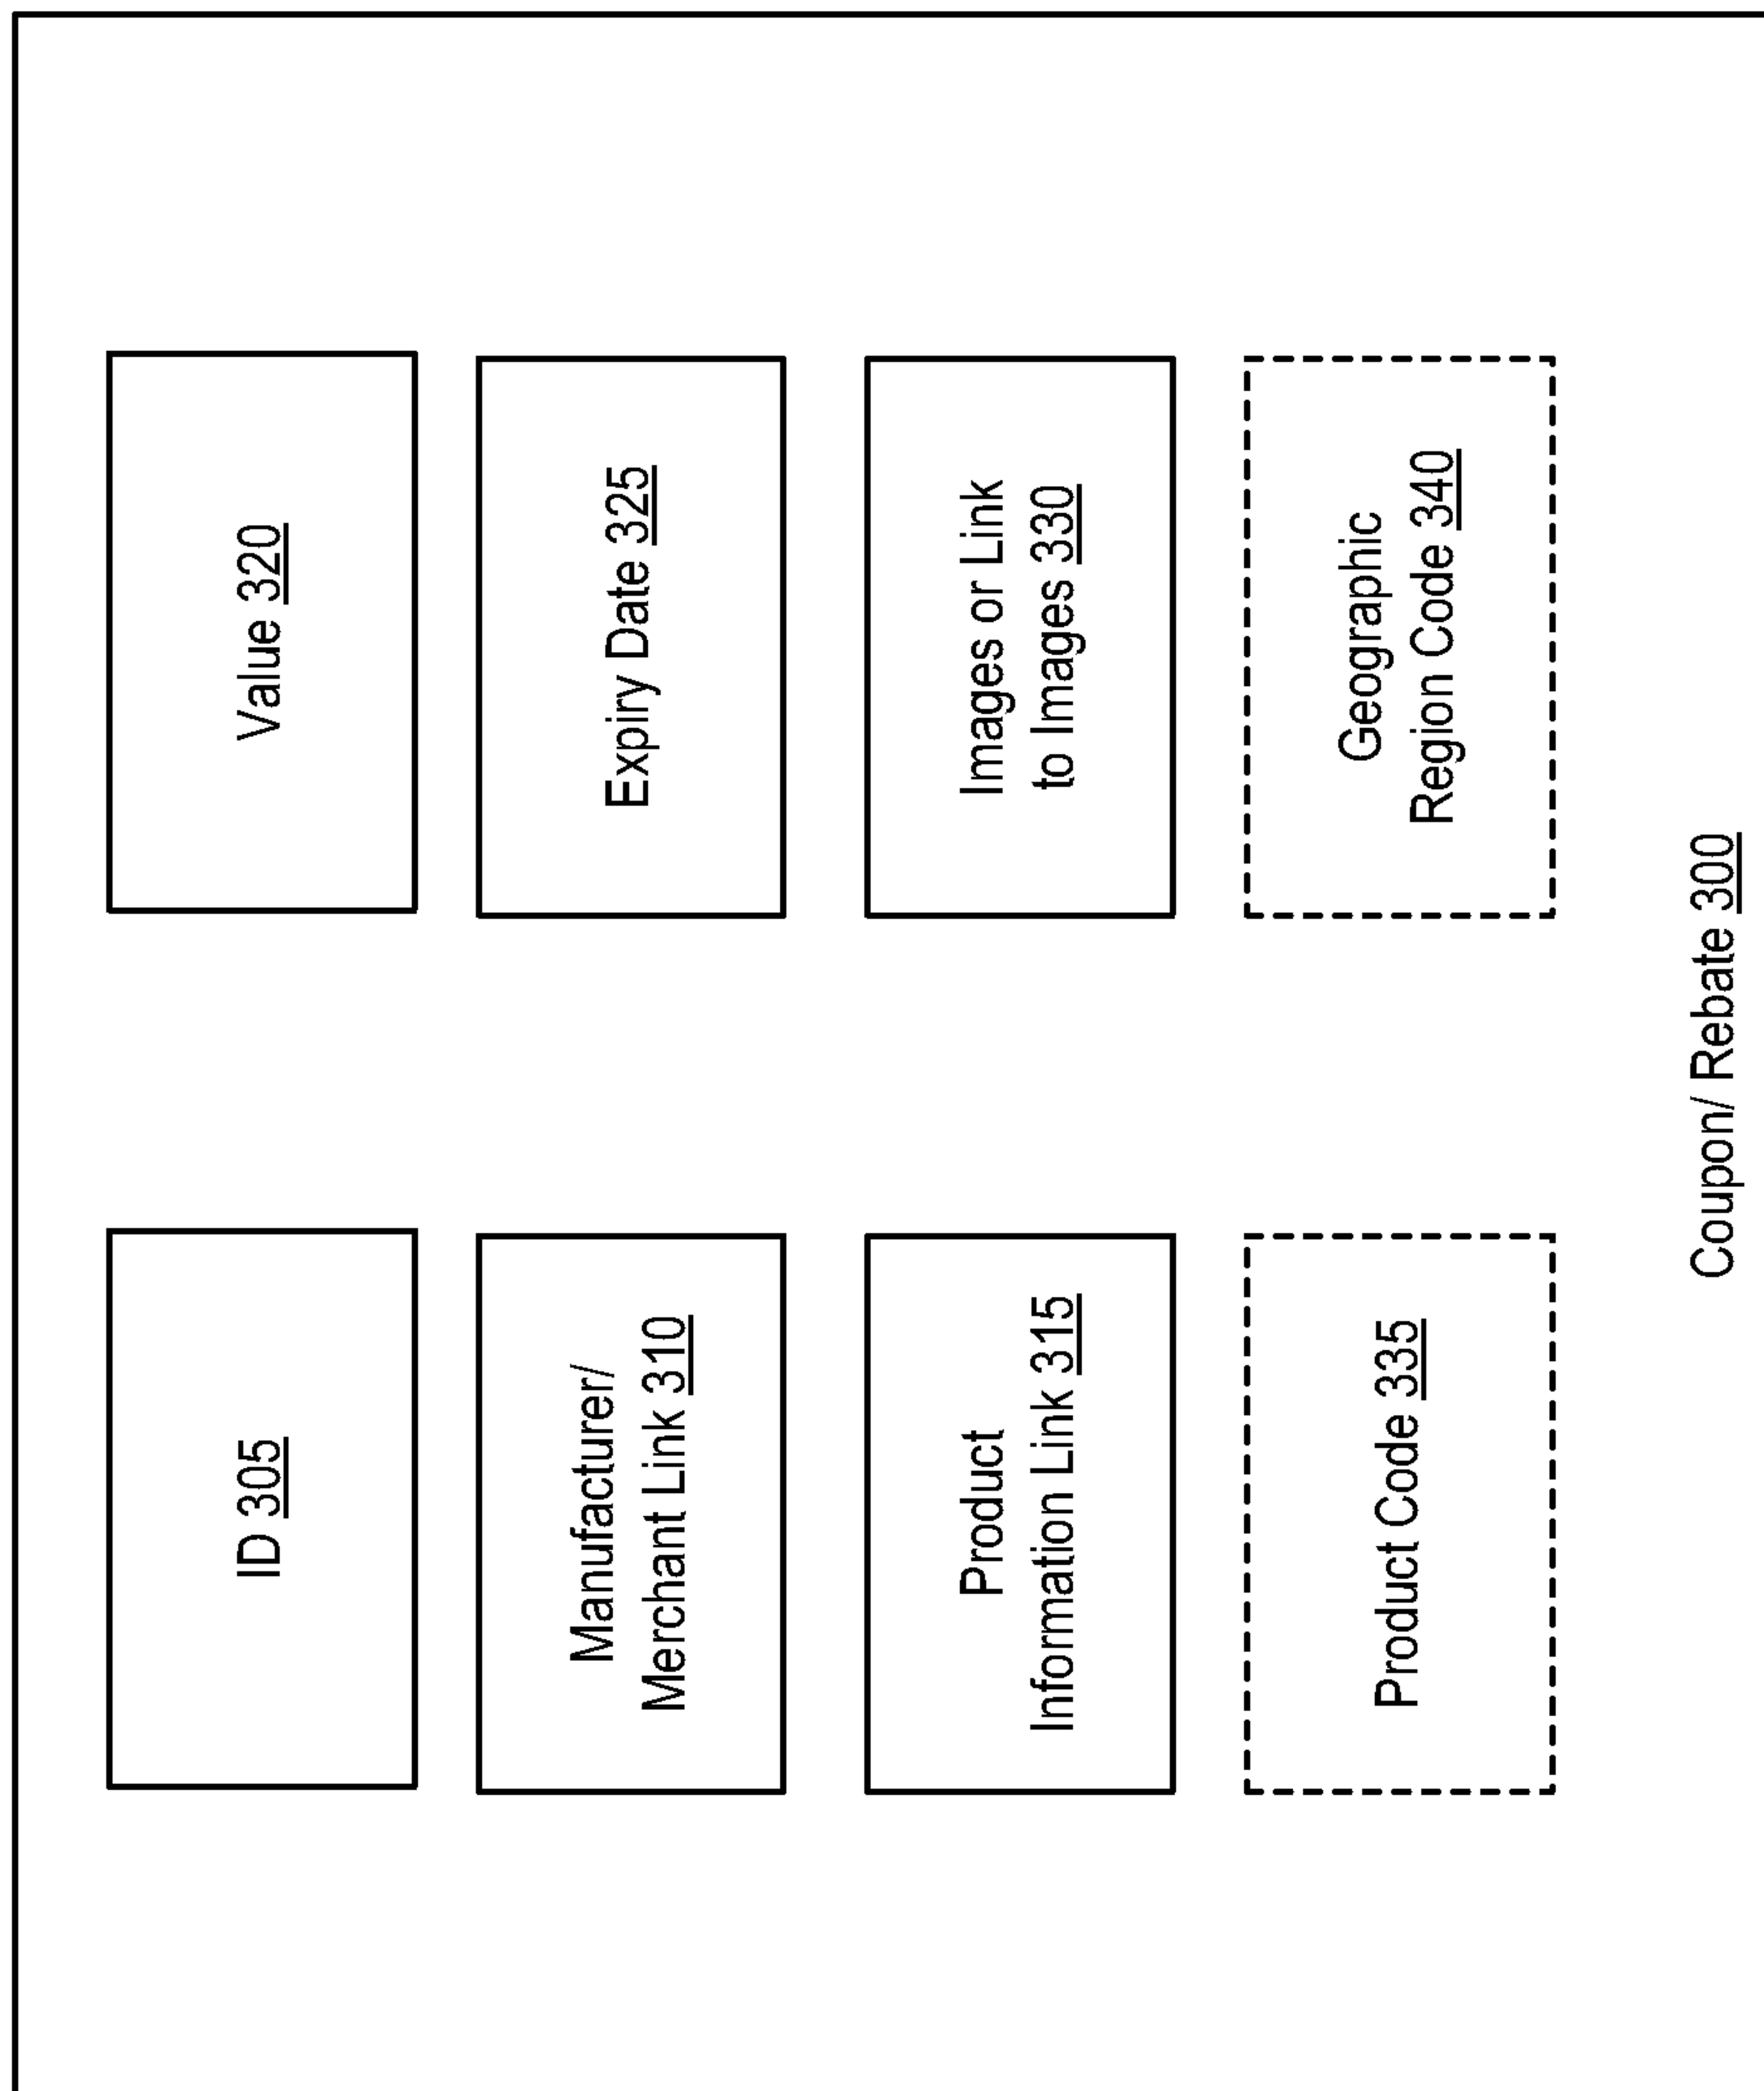 ID 305
Value 320
Manufacturer/
Merchant Link 310
Expiry Date 325
Product
Information Link 315
Images or Link
to Images 330
Product Code 335
Geographic
Region Code 340
Coupon/ Rebate 300